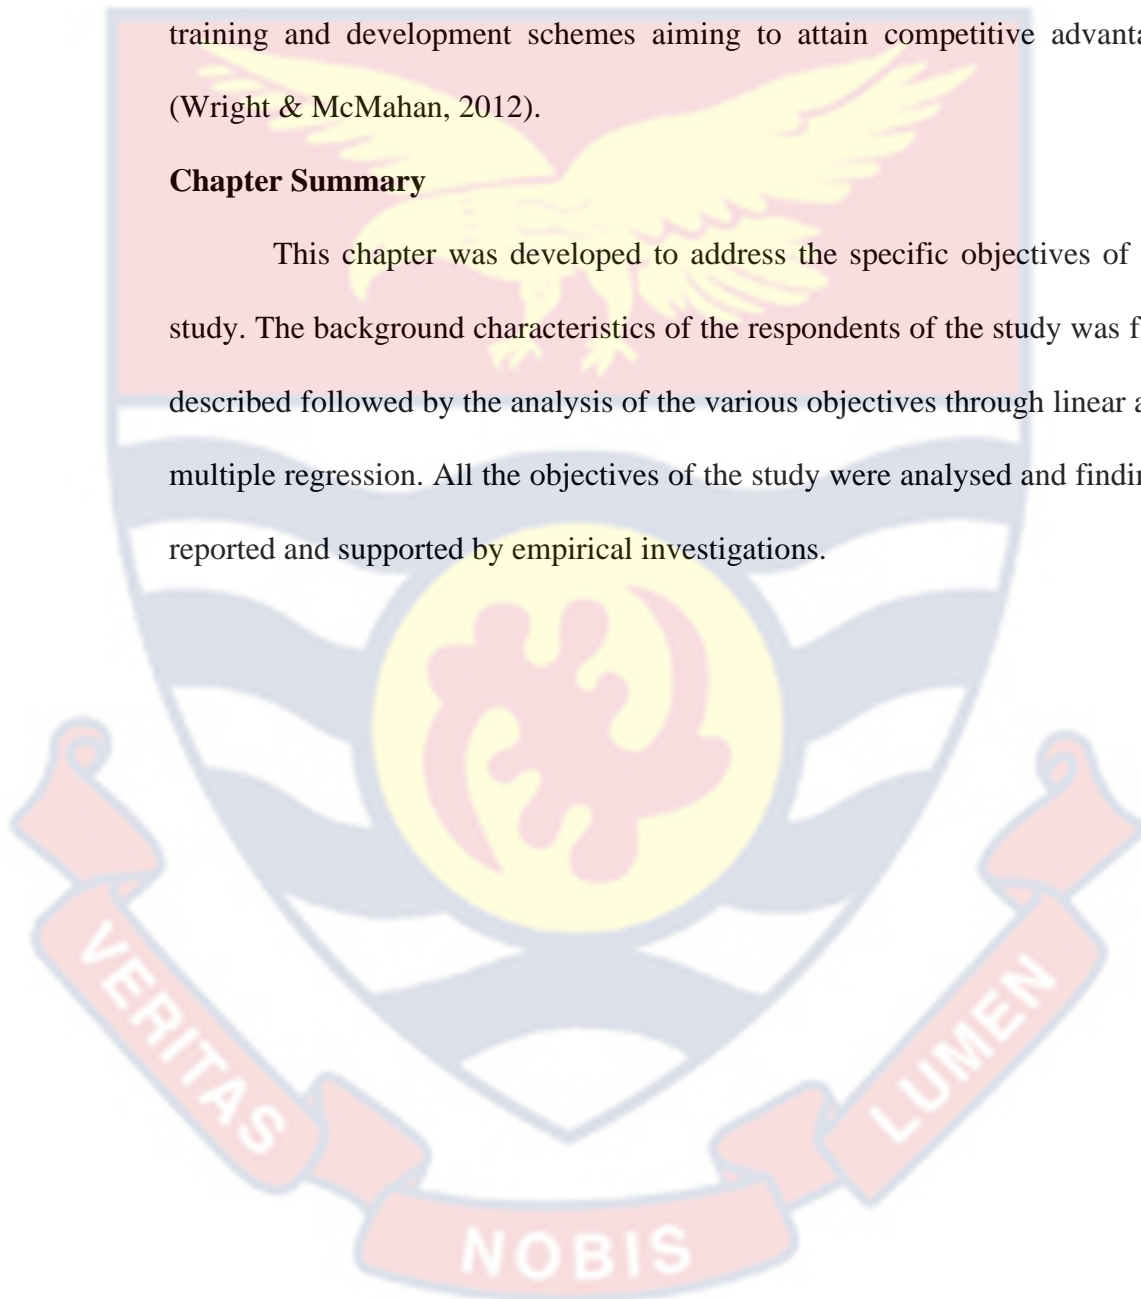 training and development schemes aiming to attain competitive
(Wright & McMahan, 2012).
Chapter Summary
This chapter was developed to address the specific objectives of
study. The background characteristics of the respondents of the study was
described followed by the analysis of the various objectives through linear
multiple regression. All the objectives of the study were analysed and
reported and supported by empirical investigations.
VERITAS
NOBIS
LUMEN